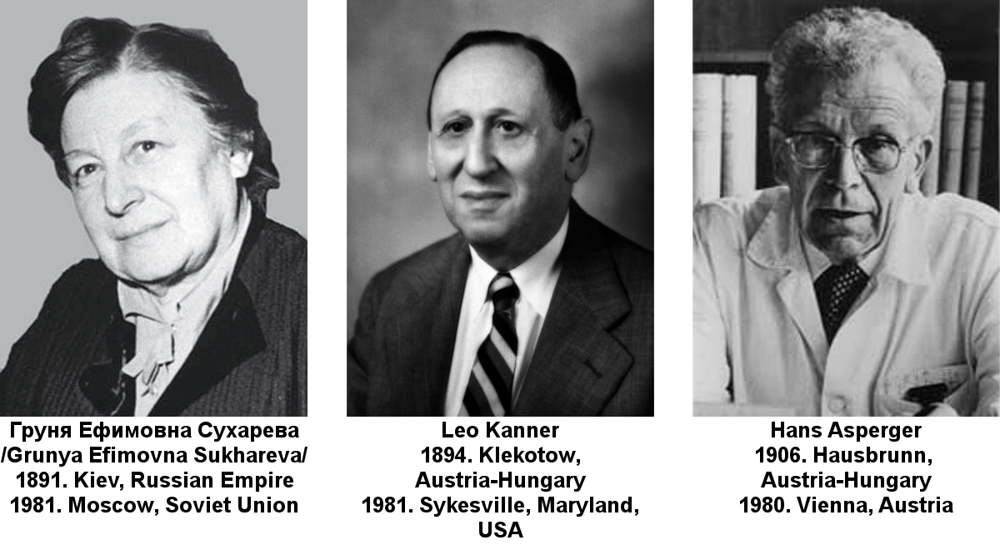 Груня Ефимовна Сухарева
/Grunya Efimovna Sukhareva/
1891. Kiev, Russian Empire
1981. Moscow, Soviet Union
Leo Kanner
1894. Klekotow,
Austria-Hungary
1981. Sykesville, Maryland,
USA
Hans Asperger
1906. Hausbrunn,
Austria-Hungary
1980. Vienna, Austria